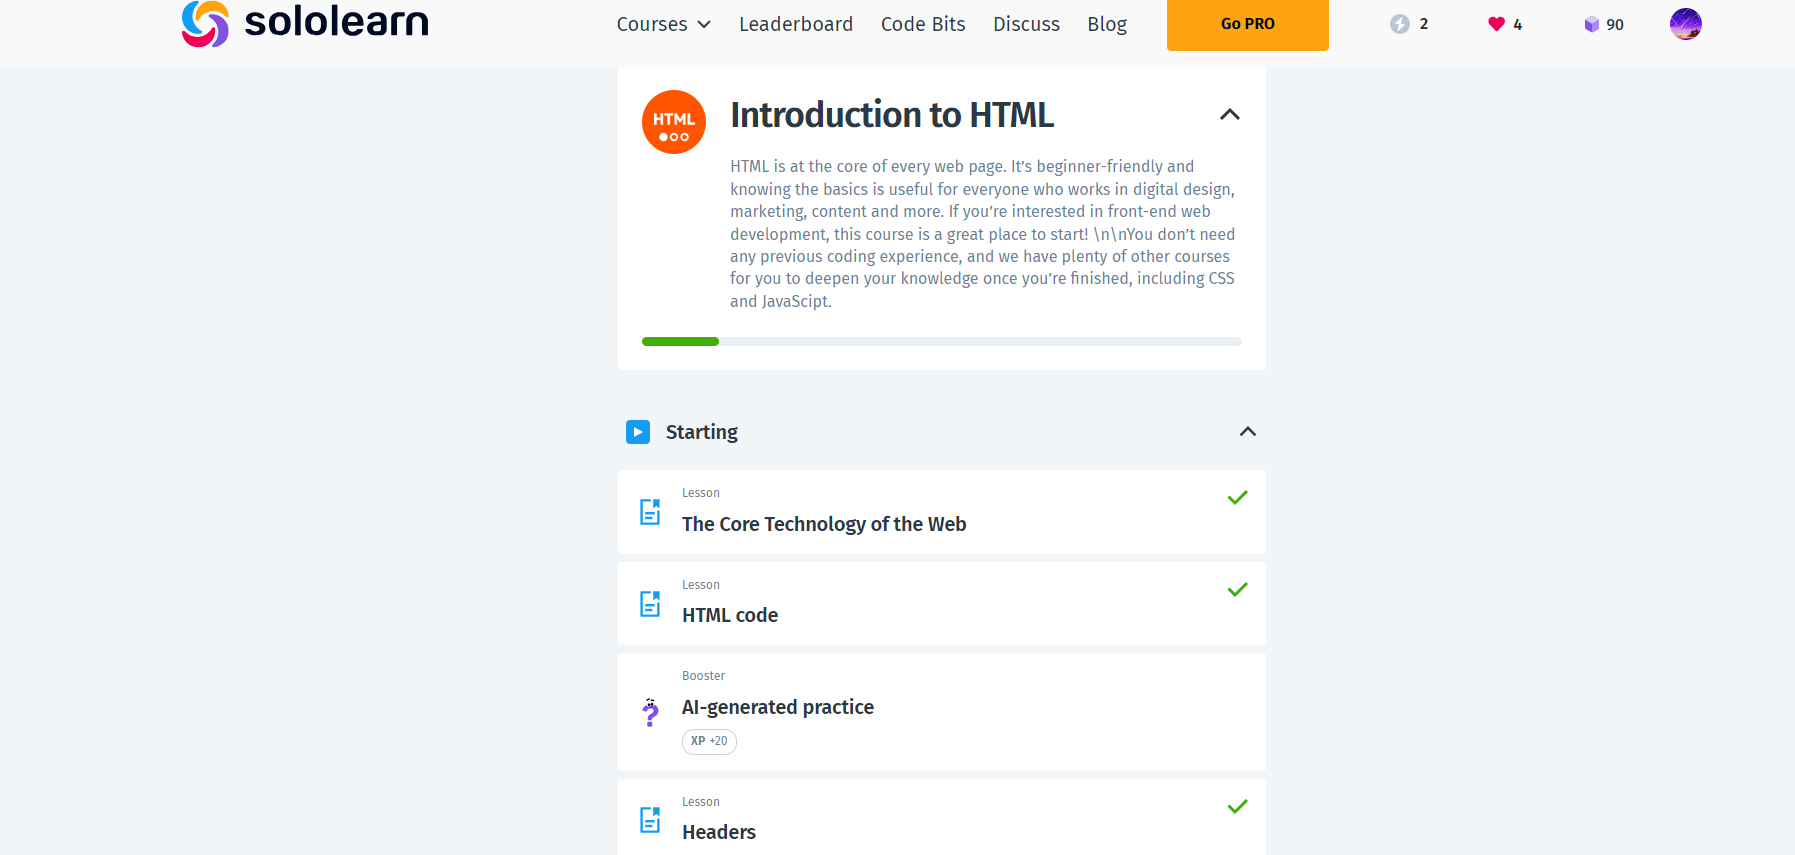 sololearn
Courses Leaderboard Code Bits Discuss Blog Go PRO 2 4 90
HTML
Introduction to HTML
HTML is at the core of every web page. It’s beginner-friendly and
knowing the basics is useful for everyone who works in digital design,
marketing, content and more. If you’re interested in front-end web
development, this course is a great place to start! \n\nYou don’t need
any previous coding experience, and we have plenty of other courses
for you to deepen your knowledge once you’re finished, including CSS
and JavaScipt.
Starting
Lesson
The Core Technology of the Web
Lesson
HTML code
Booster
AI-generated practice
XP +20
Lesson
Headers